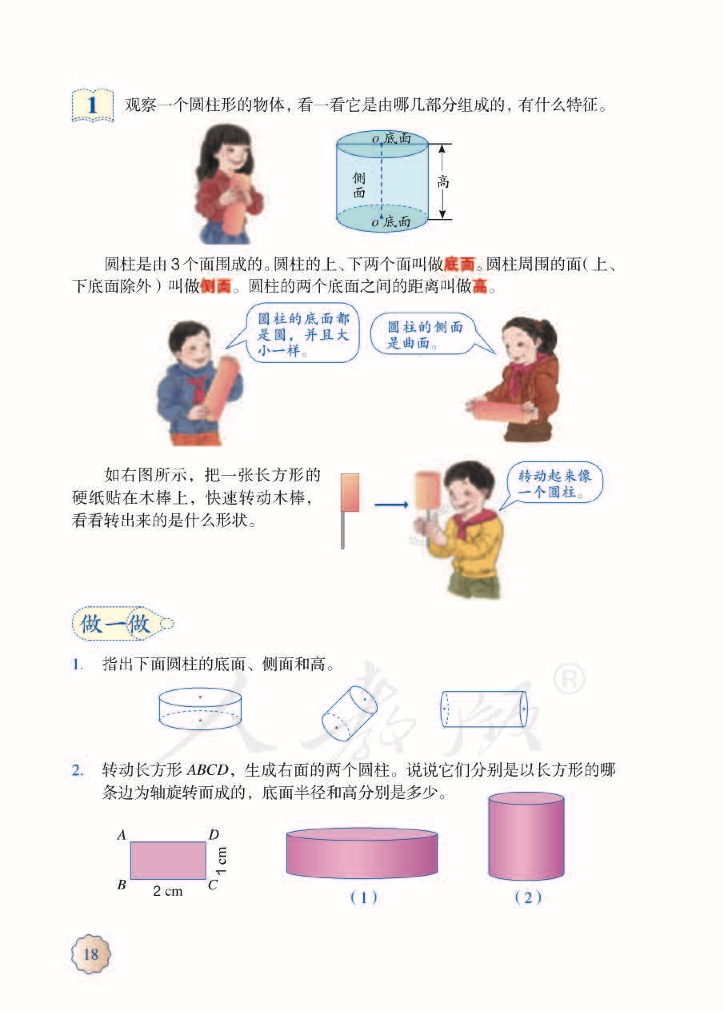 1 观察一个圆柱形的物体，看一看它是由哪几部分组成的，有什么特征。
O 底面
侧面
高
O 底面
圆柱是由3个面围成的。圆柱的上、下两个面叫做底面。圆柱周围的面（上、
下底面除外）叫做侧面。圆柱的两个底面之间的距离叫做高。
圆柱的底面都
是圆，并且大
小一样。
圆柱的侧面
是曲面。
如右图所示，把一张长方形的
硬纸贴在木棒上，快速转动木棒，
看看转出来的是什么形状。
转动起来像
一个圆柱。
做一做
1. 指出下面圆柱的底面、侧面和高。
人教领®
2. 转动长方形 ABCD，生成右面的两个圆柱。说说它们分别是以长方形的哪
条边为轴旋转而成的，底面半径和高分别是多少。
A D
1 cm
B 2 cm C
（1） （2）
18